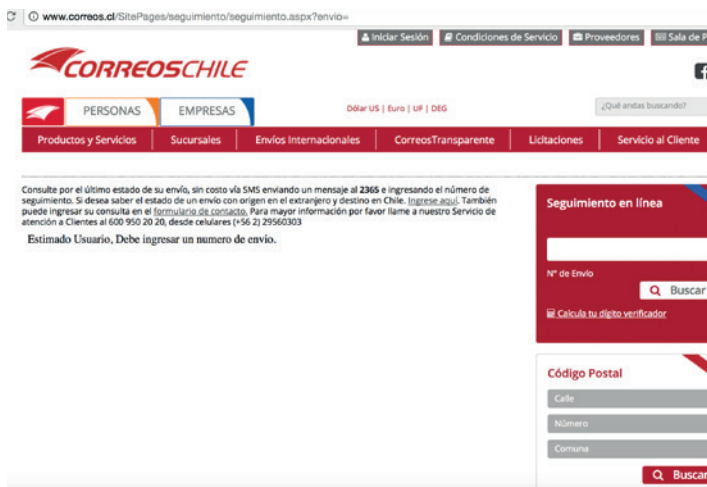 www.correos.cl/SitePages/seguimiento/seguimiento.aspx?envio=
Iniciar Sesión Condiciones de Servicio Proveedores Sala de P
CORREOSCHILE
PERSONAS EMPRESAS Dólar US | Euro | UF | DEG ¿Qué andas buscando?
Productos y Servicios Sucursales Envíos Internacionales CorreosTransparente Licitaciones Servicio al Cliente
Consulte por el último estado de su envío, sin costo vía SMS enviando un mensaje al 2365 e ingresando el número de
seguimiento. Si desea saber el estado de un envío con origen en el extranjero y destino en Chile. Ingrese aquí. También
puede ingresar su consulta en el formulario de contacto. Para mayor información por favor llame a nuestro Servicio de
atención a Clientes al 600 950 20 20, desde celulares (+56 2) 29560303
Estimado Usuario, Debe ingresar un numero de envio.
Seguimiento en línea
N° de Envío
Buscar
Calcula tu dígito verificador
Código Postal
Calle
Número
Comuna
Buscar